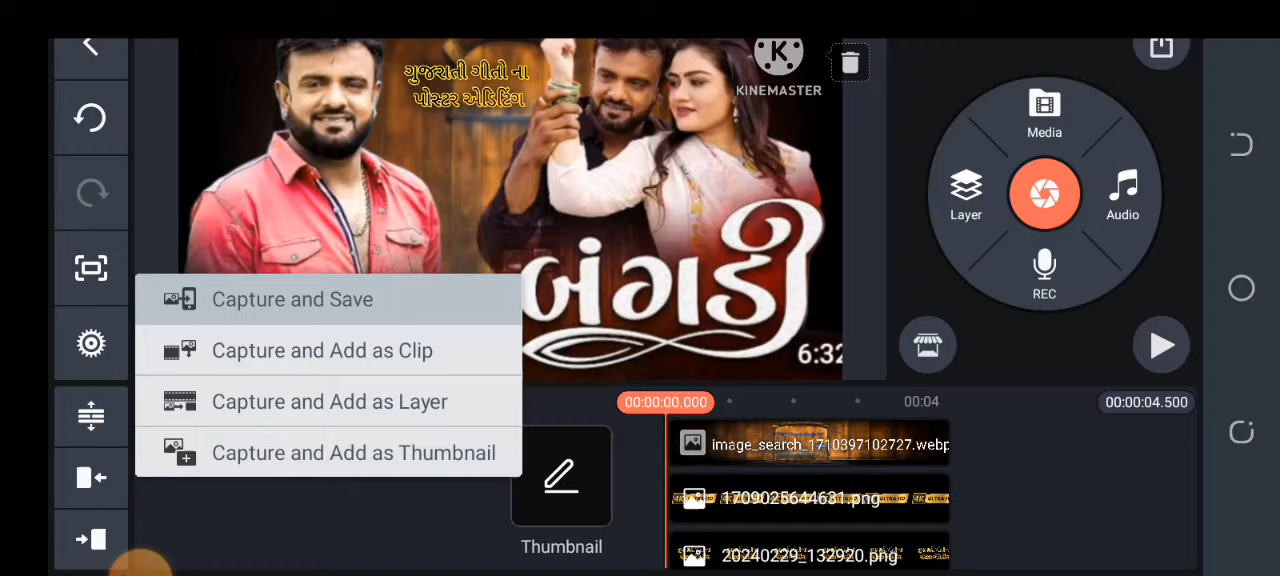 ગુજરાતી ગીતો ના
પોસ્ટર એડિટિંગ
KINEMASTER
બંગડી
6:32
Media
Layer
Audio
REC
Capture and Save
Capture and Add as Clip
Capture and Add as Layer
Capture and Add as Thumbnail
Thumbnail
00:00:00.000
00:04
00:00:04.500
image_search_1710397102727.webp
1709025644631.png
20240229_132920.png